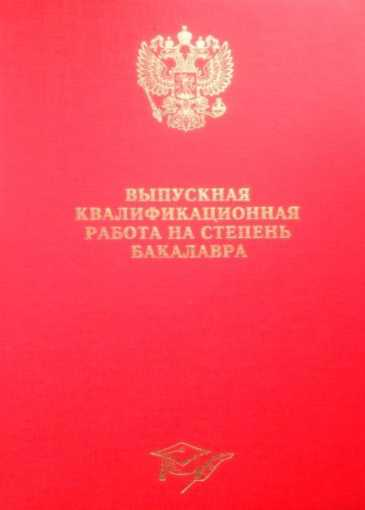 ВЫПУСКНАЯ
КВАЛИФИКАЦИОННАЯ
РАБОТА НА СТЕПЕНЬ
БАКАЛАВРА